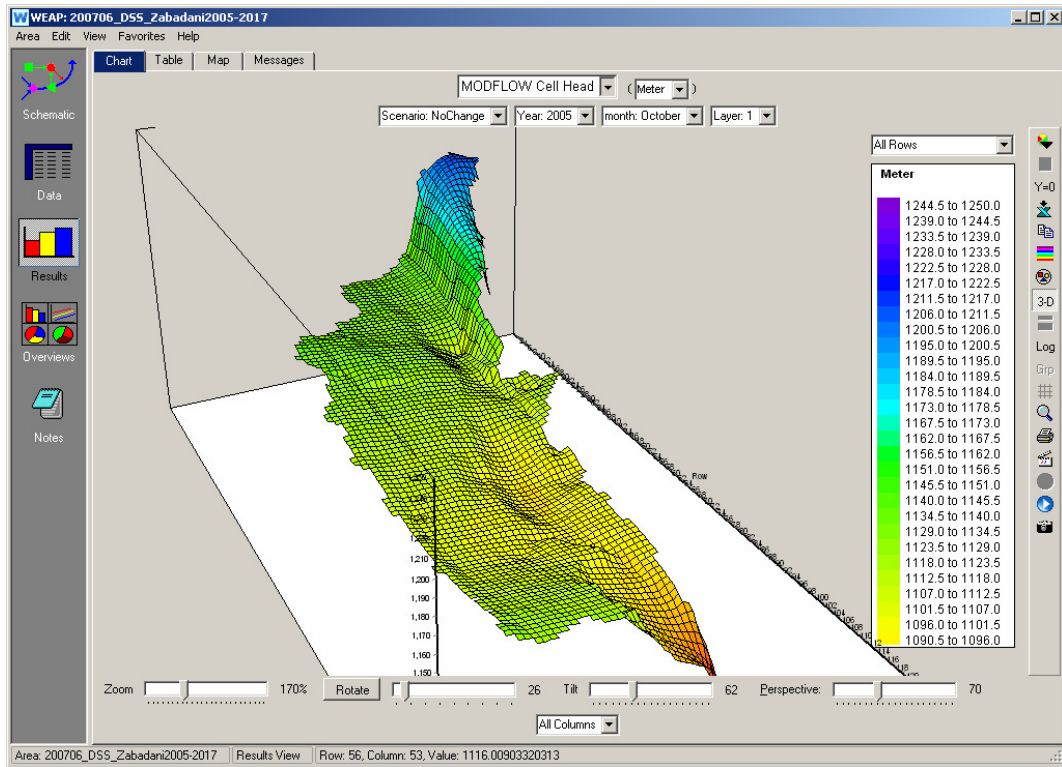 WEAP: 200706_DSS_Zabadani2005-2017
Area Edit View Favorites Help
Chart Table Map Messages
MODFLOW Cell Head ( Meter )
Scenario: NoChange Year: 2005 month: October Layer: 1
Schematic
Data
Results
Overviews
Notes
All Rows
Meter
1244.5 to 1250.0
1239.0 to 1244.5
1233.5 to 1239.0
1228.0 to 1233.5
1222.5 to 1228.0
1217.0 to 1222.5
1211.5 to 1217.0
1206.0 to 1211.5
1200.5 to 1206.0
1195.0 to 1200.5
1189.5 to 1195.0
1184.0 to 1189.5
1178.5 to 1184.0
1173.0 to 1178.5
1167.5 to 1173.0
1162.0 to 1167.5
1156.5 to 1162.0
1151.0 to 1156.5
1145.5 to 1151.0
1140.0 to 1145.5
1134.5 to 1140.0
1129.0 to 1134.5
1123.5 to 1129.0
1118.0 to 1123.5
1112.5 to 1118.0
1107.0 to 1112.5
1101.5 to 1107.0
1096.0 to 1101.5
1090.5 to 1096.0
Y=0
3-D
Log
Grp
Row
1,210
1,200
1,190
1,180
1,170
1,160
1,150
Zoom 170% Rotate 26 Tilt 62 Perspective: 70
All Columns
Area: 200706_DSS_Zabadani2005-2017 Results View Row: 56, Column: 53, Value: 1116.00903320313